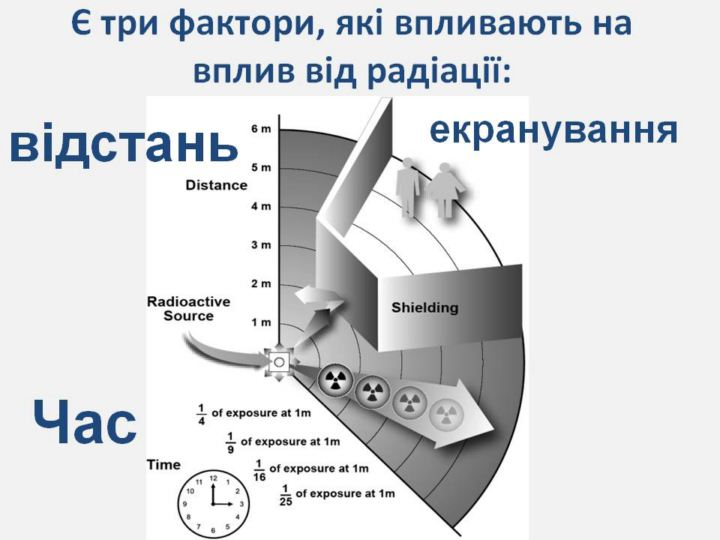 Є три фактори, які впливають на
вплив від радіації:
відстань
екранування
6 m
5 m
Distance
4 m
3 m
2 m
Radioactive
Source
Shielding
1 m
Час
1/4 of exposure at 1m
1/9 of exposure at 1m
1/16 of exposure at 1m
1/25 of exposure at 1m
Time
12
1
2
3
4
5
6
7
8
9
10
11